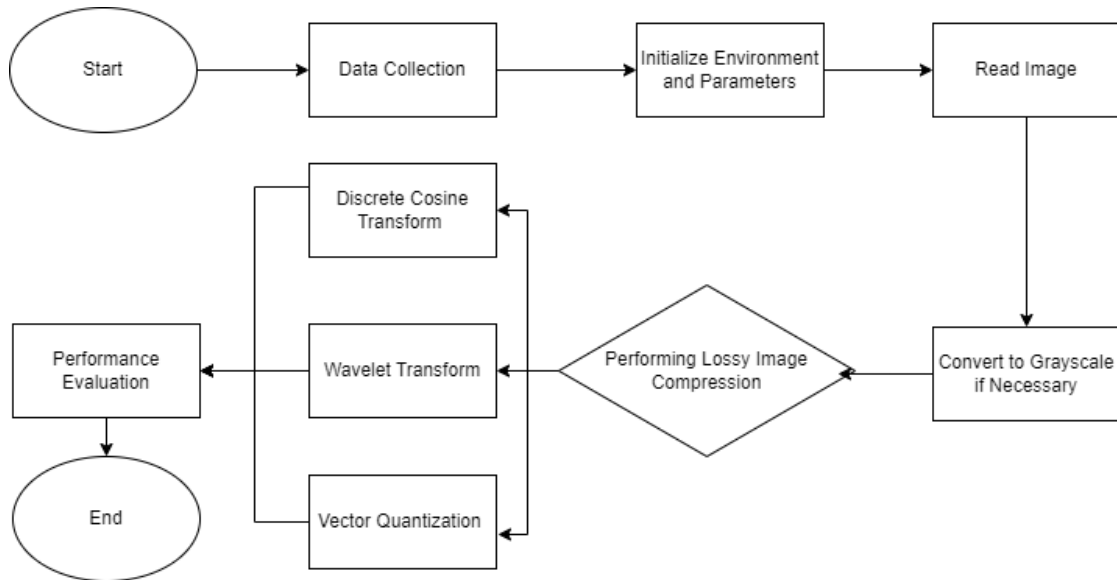 Start
Data Collection
Initialize Environment
and Parameters
Read Image
Discrete Cosine
Transform
Performance
Evaluation
Wavelet Transform
Performing Lossy Image
Compression
Convert to Grayscale
if Necessary
End
Vector Quantization